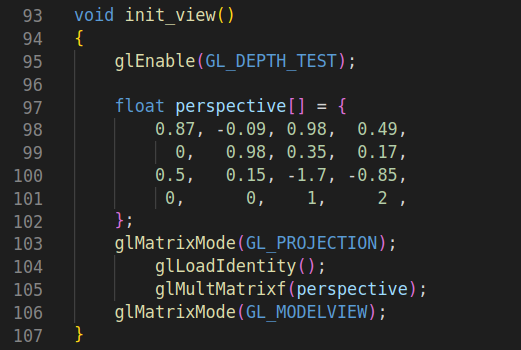 93 void init_view()
94 {
95     glEnable(GL_DEPTH_TEST);
96
97     float perspective[] = {
98         0.87, -0.09, 0.98,  0.49,
99           0,  0.98, 0.35,  0.17,
100         0.5,   0.15, -1.7, -0.85,
101          0,      0,    1,     2 ,
102     };
103     glMatrixMode(GL_PROJECTION);
104         glLoadIdentity();
105         glMultMatrixf(perspective);
106     glMatrixMode(GL_MODELVIEW);
107 }